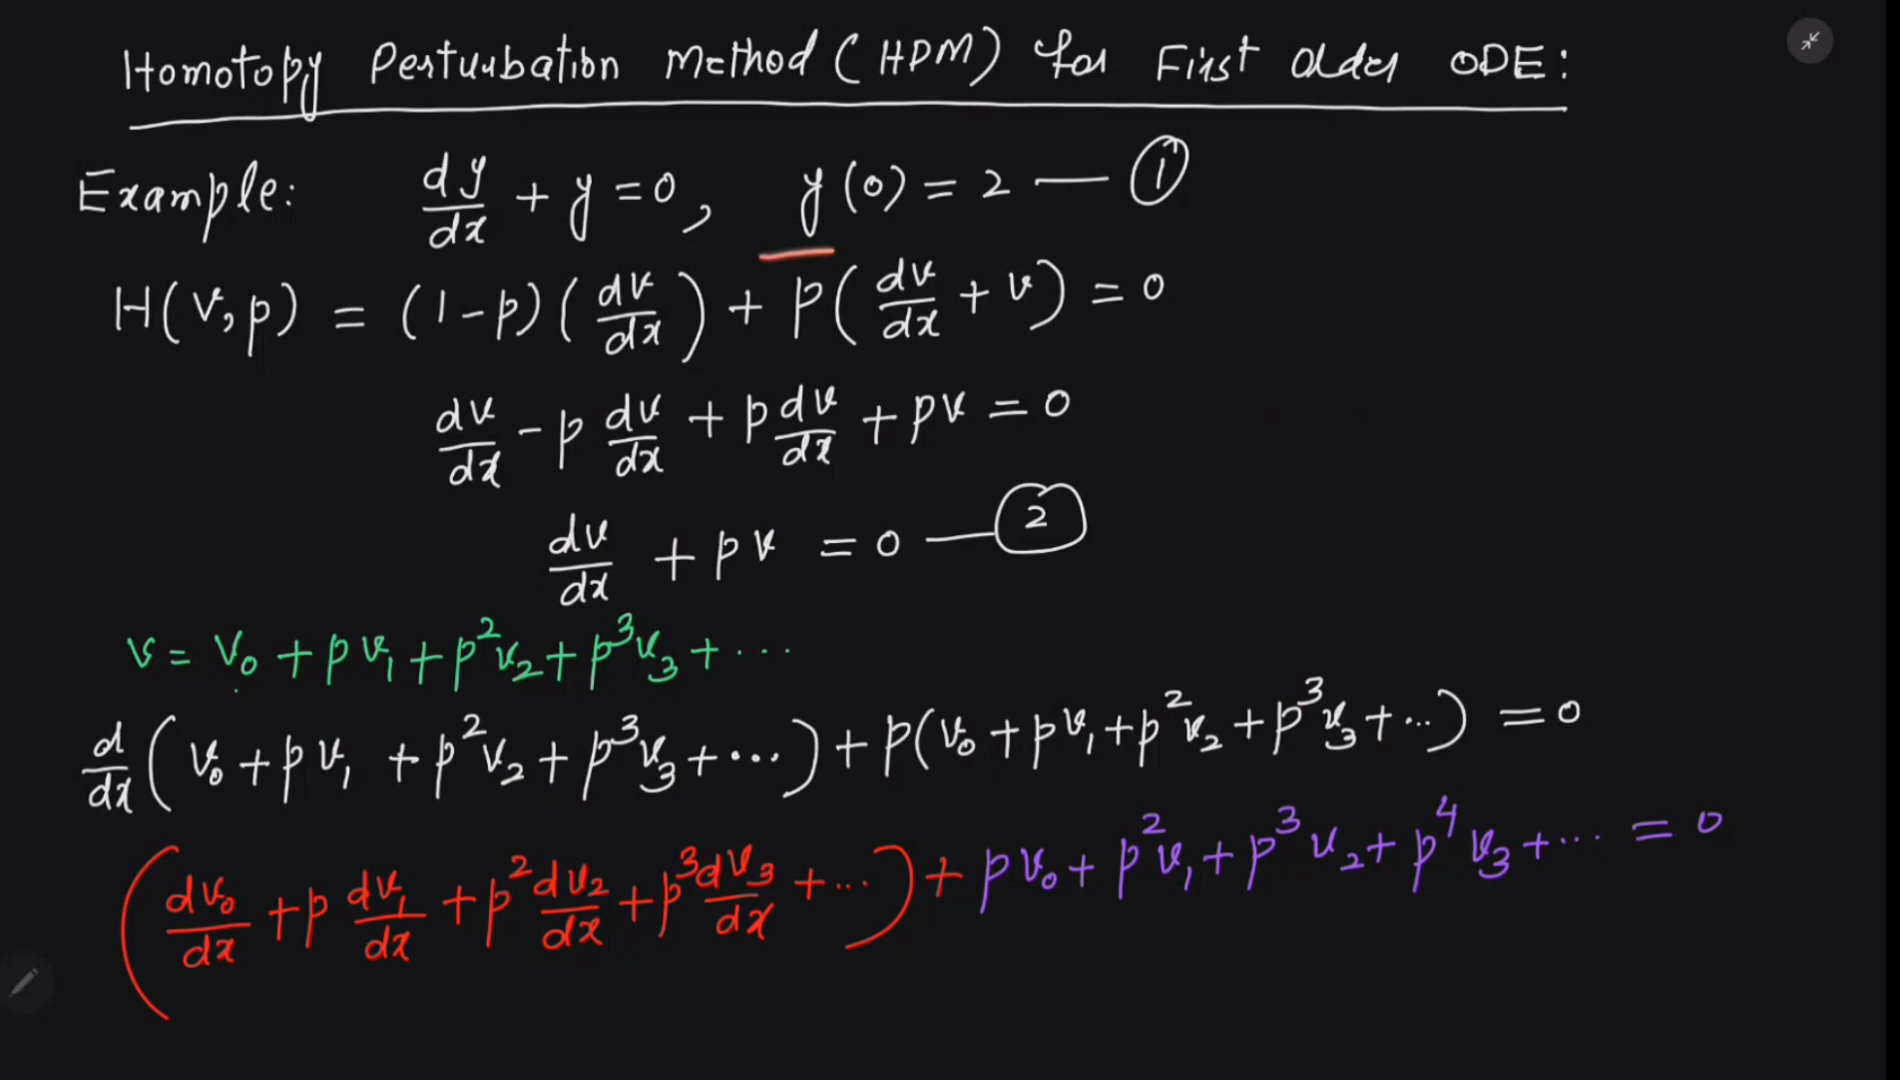 Homotopy Perturbation Method (HPM) for First Order ODE:
Example: dy/dx + y = 0, y(0) = 2 — ①
H(v,p) = (1-p)(dv/dx) + p(dv/dx + v) = 0
dv/dx - p dv/dx + p dv/dx + pv = 0
dv/dx + pv = 0 — ②
v = v₀ + pv₁ + p²v₂ + p³v₃ + ...
d/dx (v₀ + pv₁ + p²v₂ + p³v₃ + ...) + p(v₀ + pv₁ + p²v₂ + p³v₃ + ...) = 0
(dv₀/dx + p dv₁/dx + p² dv₂/dx + p³ dv₃/dx + ...) + pv₀ + p²v₁ + p³v₂ + p⁴v₃ + ... = 0